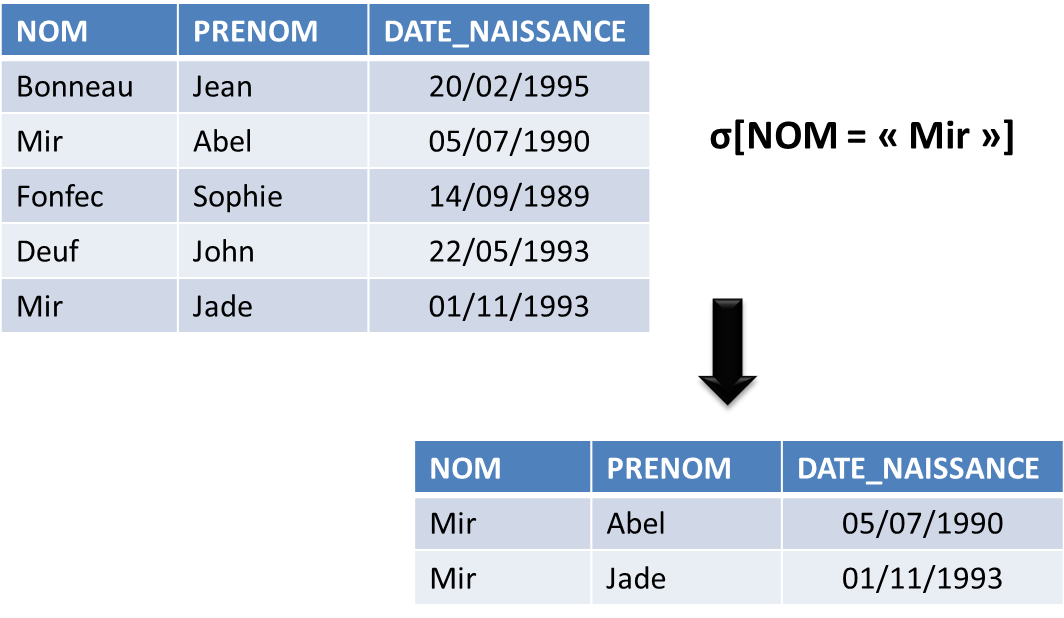 NOM PRENOM DATE_NAISSANCE
Bonneau Jean 20/02/1995
Mir Abel 05/07/1990
Fonfec Sophie 14/09/1989
Deuf John 22/05/1993
Mir Jade 01/11/1993
σ[NOM = « Mir »]
NOM PRENOM DATE_NAISSANCE
Mir Abel 05/07/1990
Mir Jade 01/11/1993